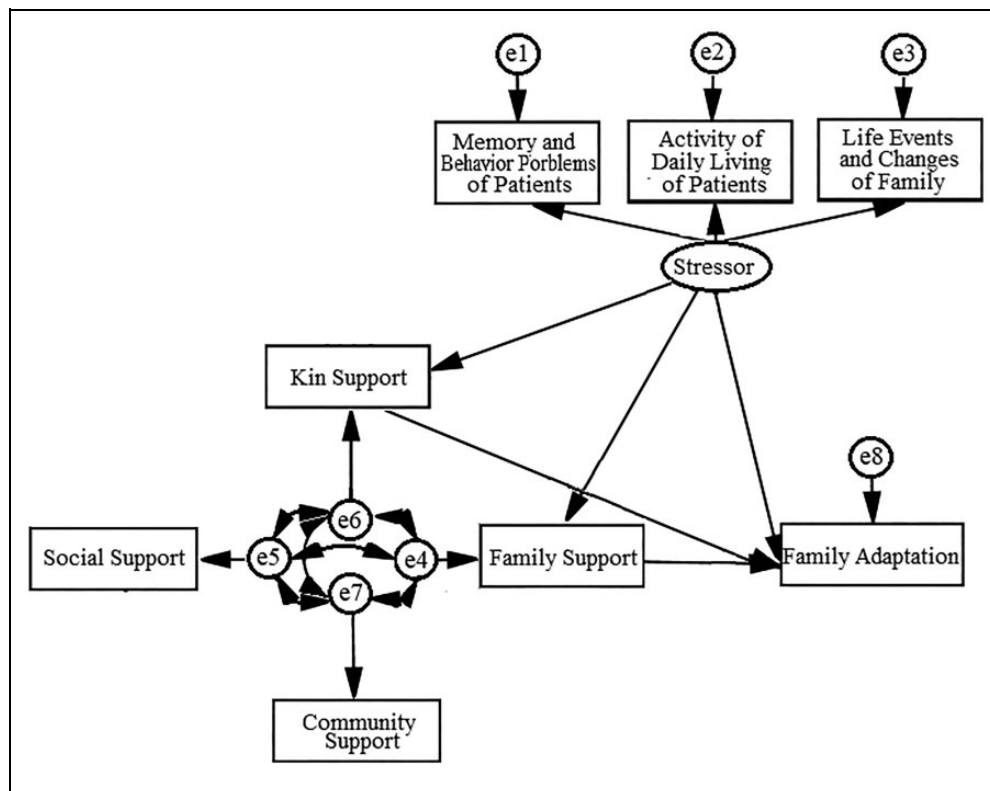 e1
e2
e3
Memory and
Behavior Porblems
of Patients
Activity of
Daily Living
of Patients
Life Events
and Changes
of Family
Stressor
Kin Support
e8
e6
Social Support
e5
e4
Family Support
Family Adaptation
e7
Community
Support